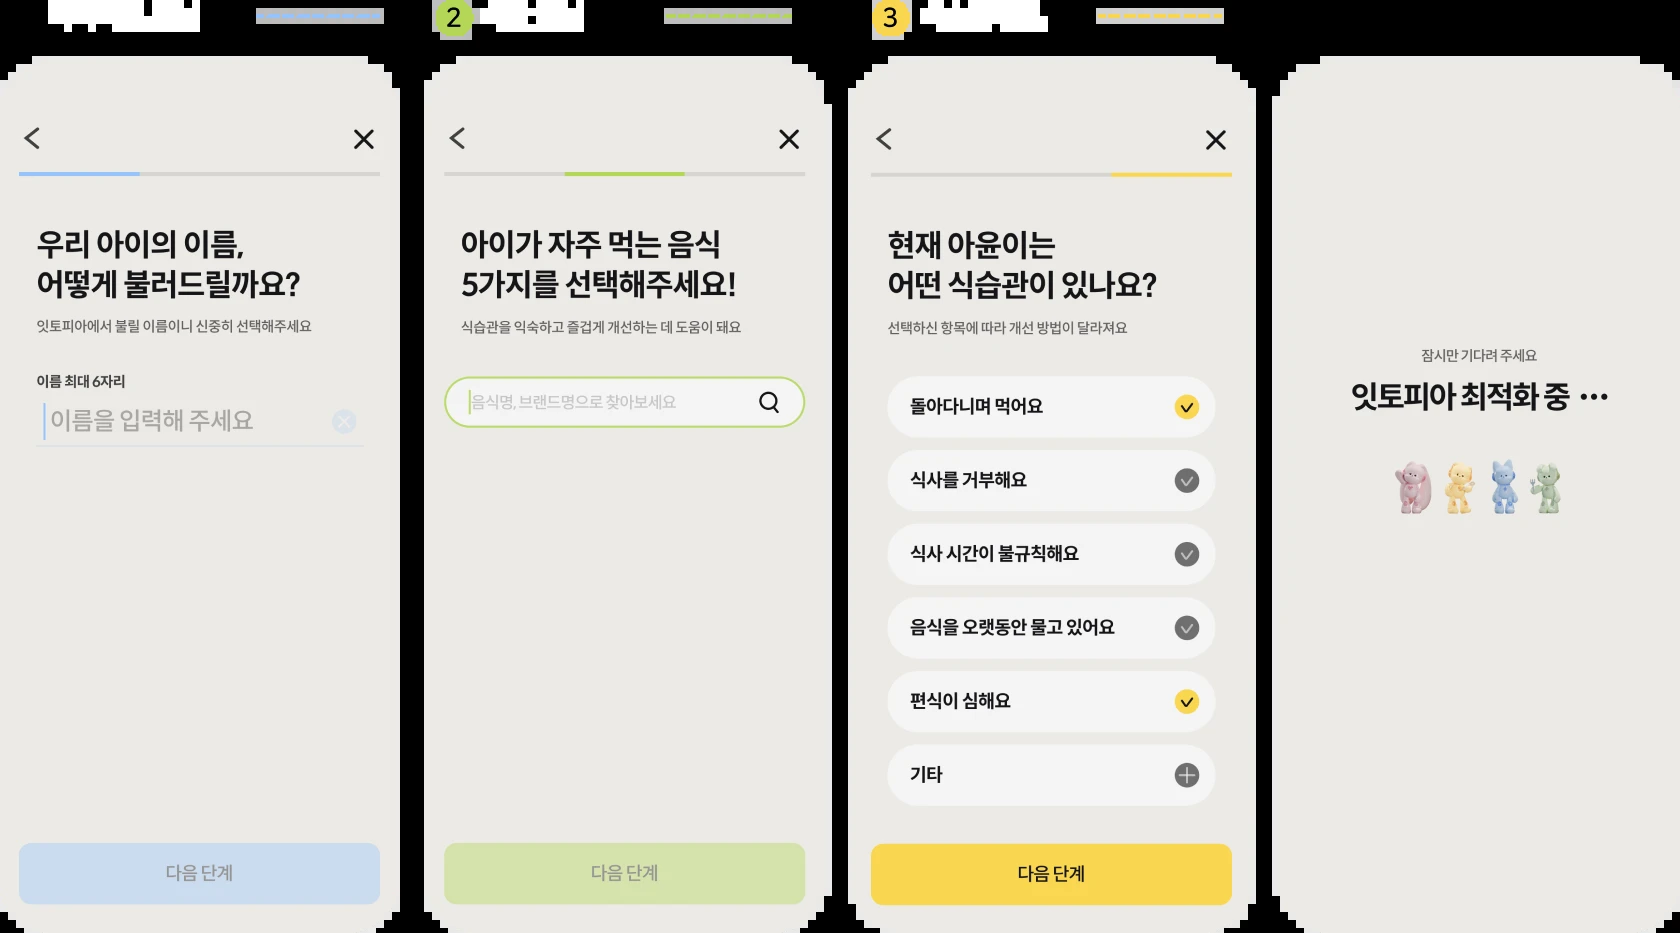 2
3
우리 아이의 이름,
어떻게 불러드릴까요?
잇토피아에서 불릴 이름이니 신중히 선택해주세요
이름 최대 6자리
이름을 입력해 주세요
다음 단계
아이가 자주 먹는 음식
5가지를 선택해주세요!
식습관을 익숙하고 즐겁게 개선하는 데 도움이 돼요
음식명, 브랜드명으로 찾아보세요
다음 단계
현재 아윤이는
어떤 식습관이 있나요?
선택하신 항목에 따라 개선 방법이 달라져요
돌아다니며 먹어요
식사를 거부해요
식사 시간이 불규칙해요
음식을 오랫동안 물고 있어요
편식이 심해요
기타
다음 단계
잠시만 기다려 주세요
잇토피아 최적화 중 ···